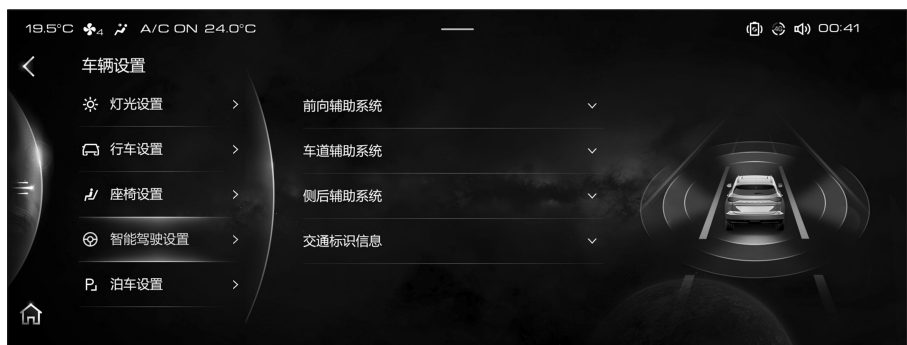 19.5°C 4 A/C ON 24.0°C 00:41
车辆设置
灯光设置
行车设置
座椅设置
智能驾驶设置
P 泊车设置
前向辅助系统
车道辅助系统
侧后辅助系统
交通标识信息